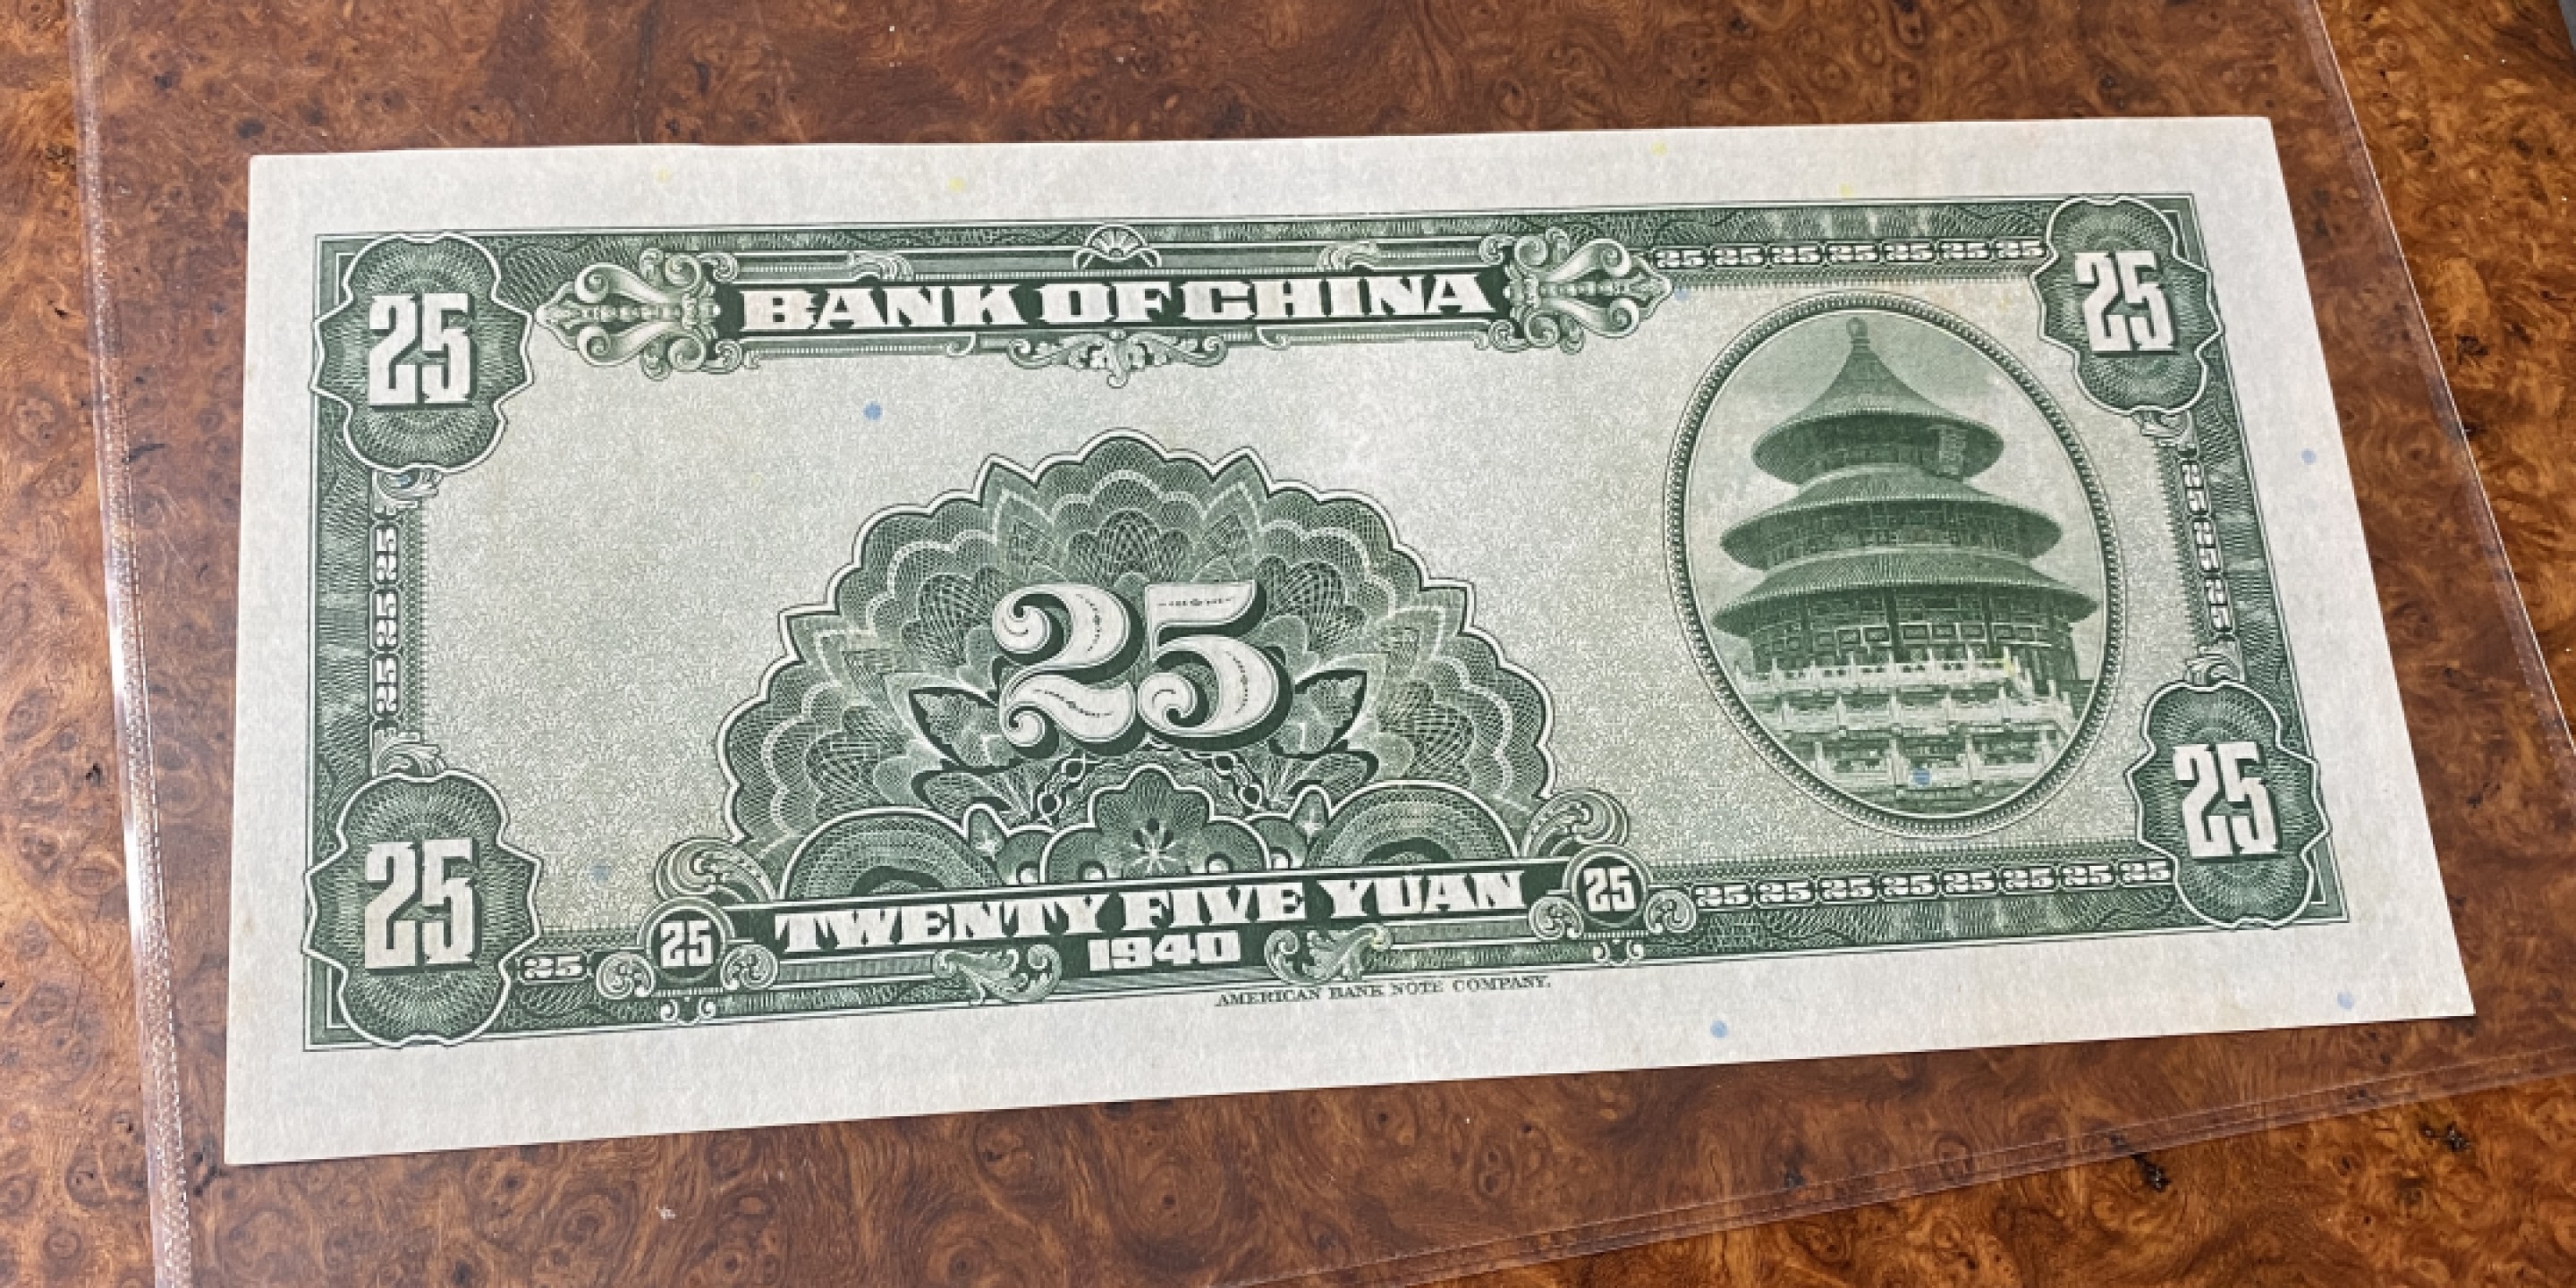 25 BANK OF CHINA 25 25 25 25 25 25 25 25
25 25 25 25 25 25 25 25
25
25 25 TWENTY FIVE YUAN 25 25 25 25 25 25 25 25 25 25
25 1940
AMERICAN BANK NOTE COMPANY.